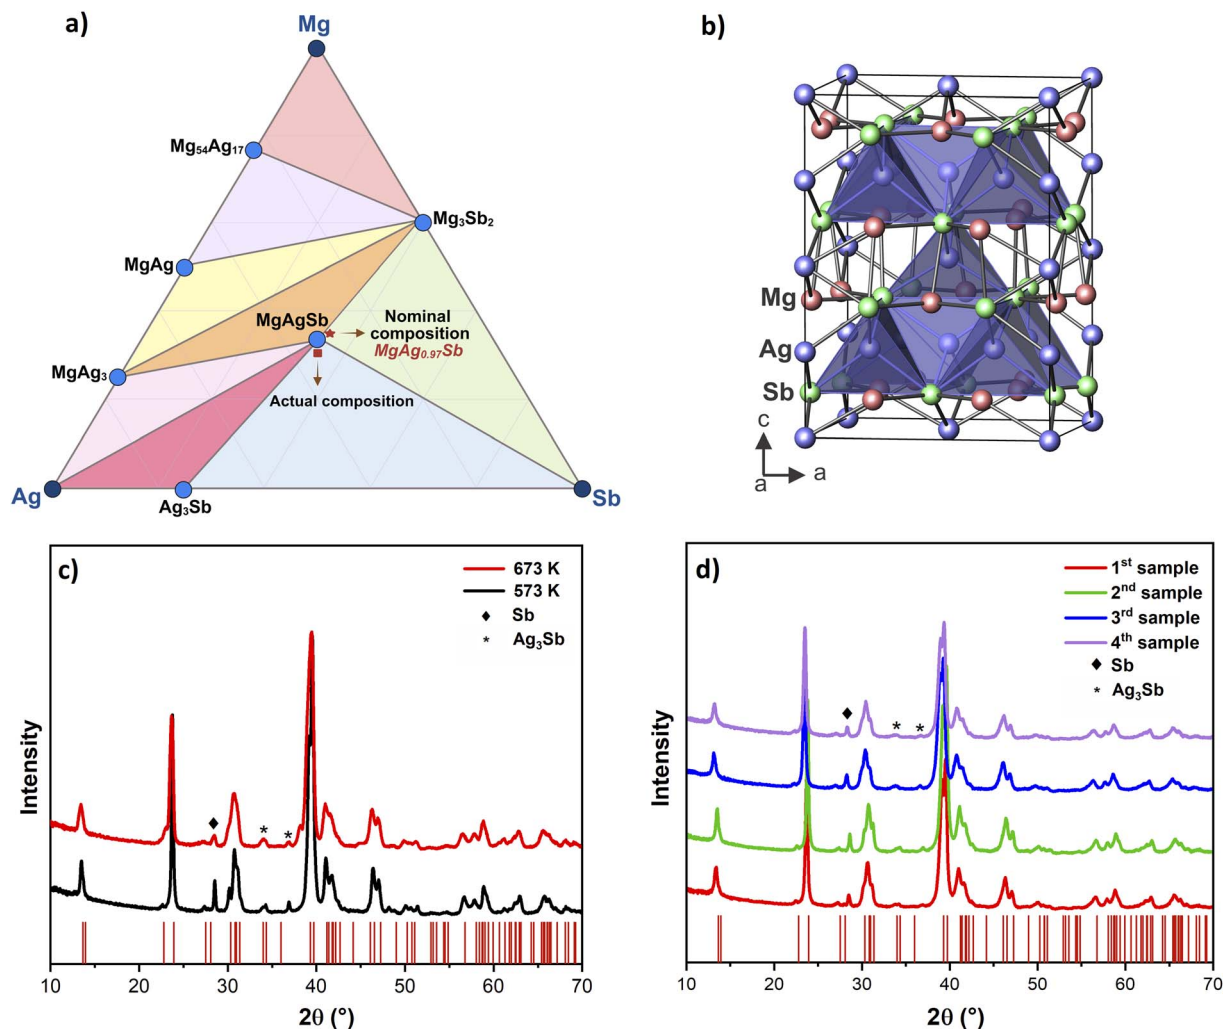 a)
Mg
Mg₅₄Ag₁₇
Mg₃Sb₂
MgAg
MgAgSb
Nominal
composition
MgAg₀.₉₇Sb
MgAg₃
Actual composition
Ag
Ag₃Sb
Sb
b)
Mg
Ag
Sb
c
a
a
c)
673 K
573 K
Sb
Ag₃Sb
*
*
*
Intensity
10
20
30
40
50
60
70
2θ (°)
d)
1st sample
2nd sample
3rd sample
4th sample
Sb
Ag₃Sb
*
*
*
Intensity
10
20
30
40
50
60
70
2θ (°)